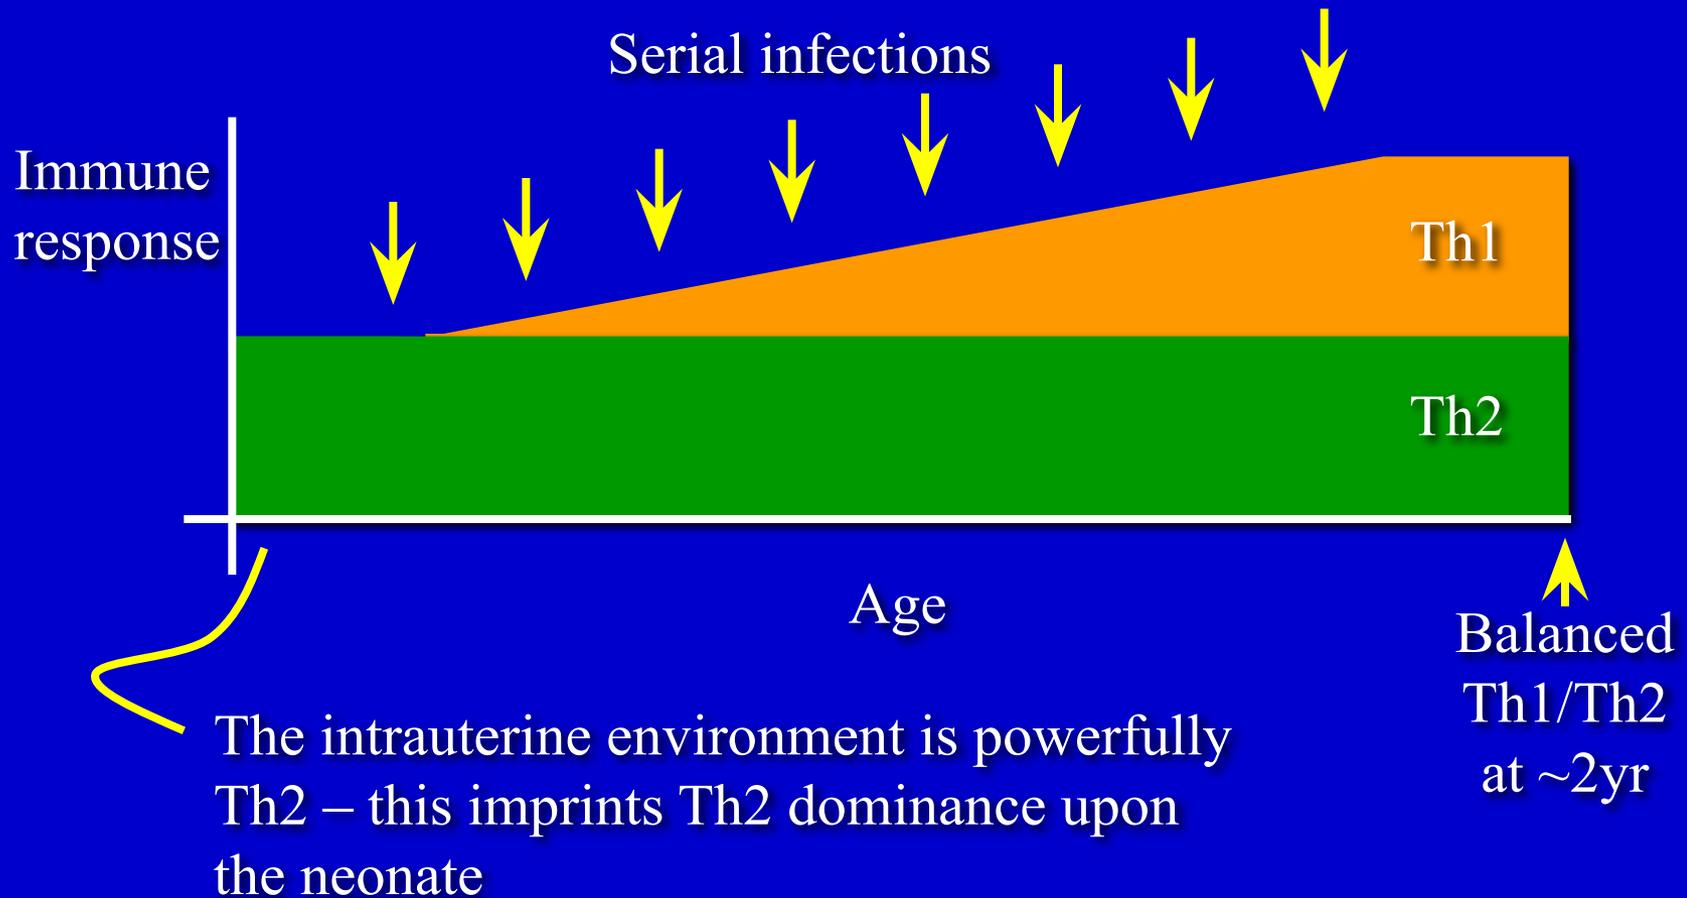 Serial infections
Immune
response
Th1
Th2
Age
Balanced
Th1/Th2
at ~2yr
The intrauterine environment is powerfully
Th2 – this imprints Th2 dominance upon
the neonate